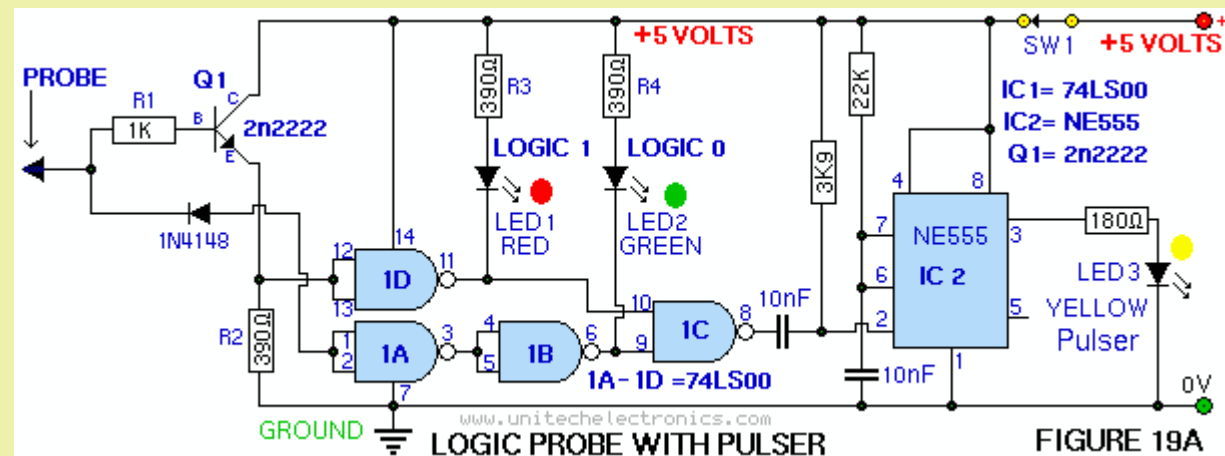 +5 VOLTS
SW1
+5 VOLTS
+
PROBE
R1
1K
Q1
B
C
E
2n2222
390Ω
R3
390Ω
R4
3K9
22K
IC1= 74LS00
IC2= NE555
Q1= 2n2222
LOGIC 1
LOGIC 0
LED1
RED
LED2
GREEN
1N4148
14
12
13
1D
11
4
8
7
6
2
NE555
IC 2
3
5
1
180Ω
LED3
YELLOW
Pulser
R2
390Ω
1
2
1A
3
7
4
5
1B
6
10
9
1C
8
10nF
10nF
1A-1D =74LS00
0V
GROUND
www.unitechelectronics.com
LOGIC PROBE WITH PULSER
FIGURE 19A